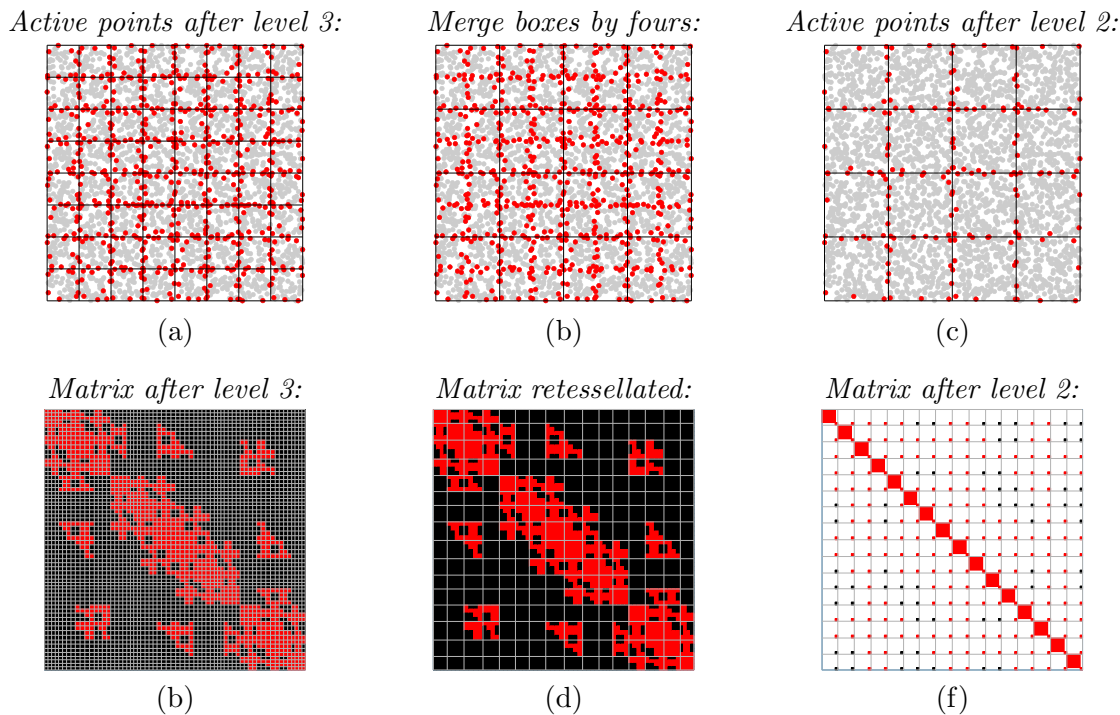 Active points after level 3:
Merge boxes by fours:
Active points after level 2:
(a)
(b)
(c)
Matrix after level 3:
Matrix retessellated:
Matrix after level 2:
(b)
(d)
(f)